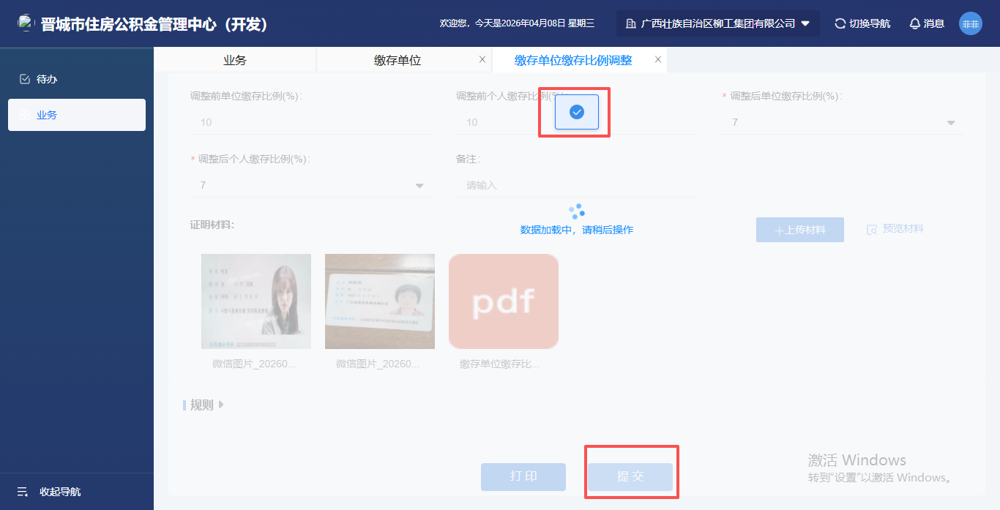 晋城市住房公积金管理中心（开发）
欢迎您，今天是2026年04月08日 星期三
广西壮族自治区柳工集团有限公司
切换导航
消息
菲菲
待办
业务
收起导航
业务
缴存单位
缴存单位缴存比例调整
调整前单位缴存比例(%):
调整前个人缴存比例(%):
* 调整后单位缴存比例(%):
10
10
7
* 调整后个人缴存比例(%):
备注:
7
请输入
数据加载中，请稍后操作
证明材料:
上传材料
预览材料
pdf
微信图片_20260...
微信图片_20260...
缴存单位缴存比...
规则
打印
提交
激活 Windows
转到"设置"以激活 Windows。